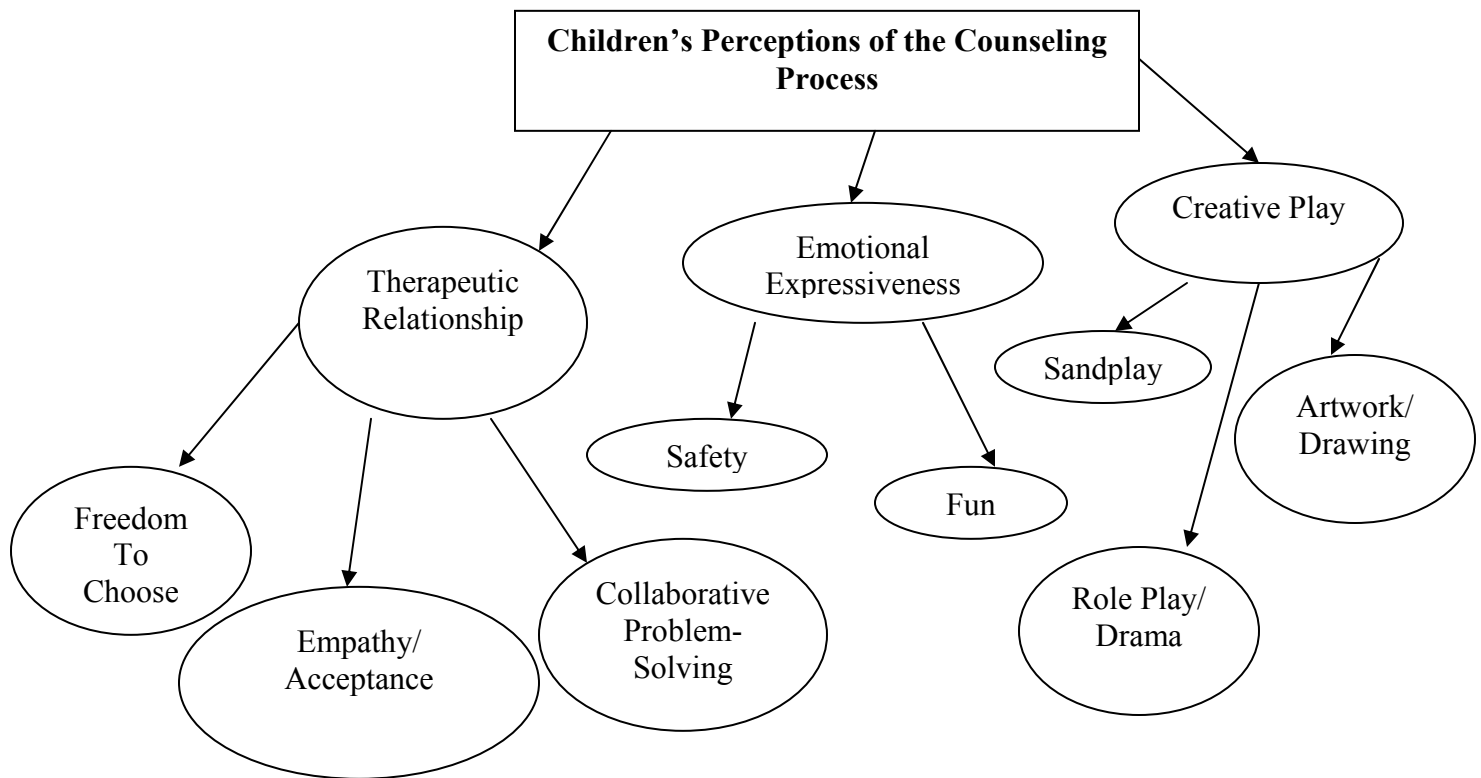 Children’s Perceptions of the Counseling
Process
Therapeutic
Relationship
Emotional
Expressiveness
Creative Play
Freedom
To
Choose
Empathy/
Acceptance
Collaborative
Problem-
Solving
Safety
Fun
Sandplay
Role Play/
Drama
Artwork/
Drawing